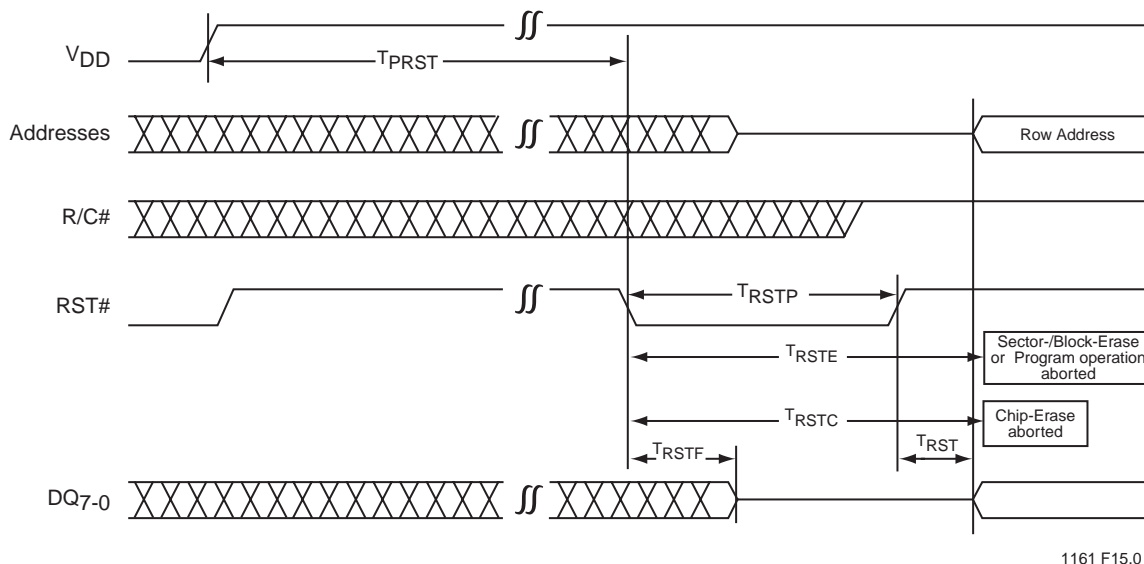 VDD
TPRST
Addresses
Row Address
R/C#
RST#
TRSTP
TRSTE
Sector-/Block-Erase
or Program operation
aborted
TRSTC
Chip-Erase
aborted
TRSTF
TRST
DQ7-0
1161 F15.0